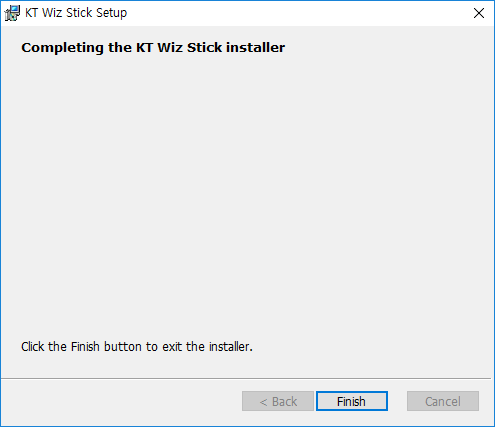 KT Wiz Stick Setup
Completing the KT Wiz Stick installer
Click the Finish button to exit the installer.
< Back
Finish
Cancel